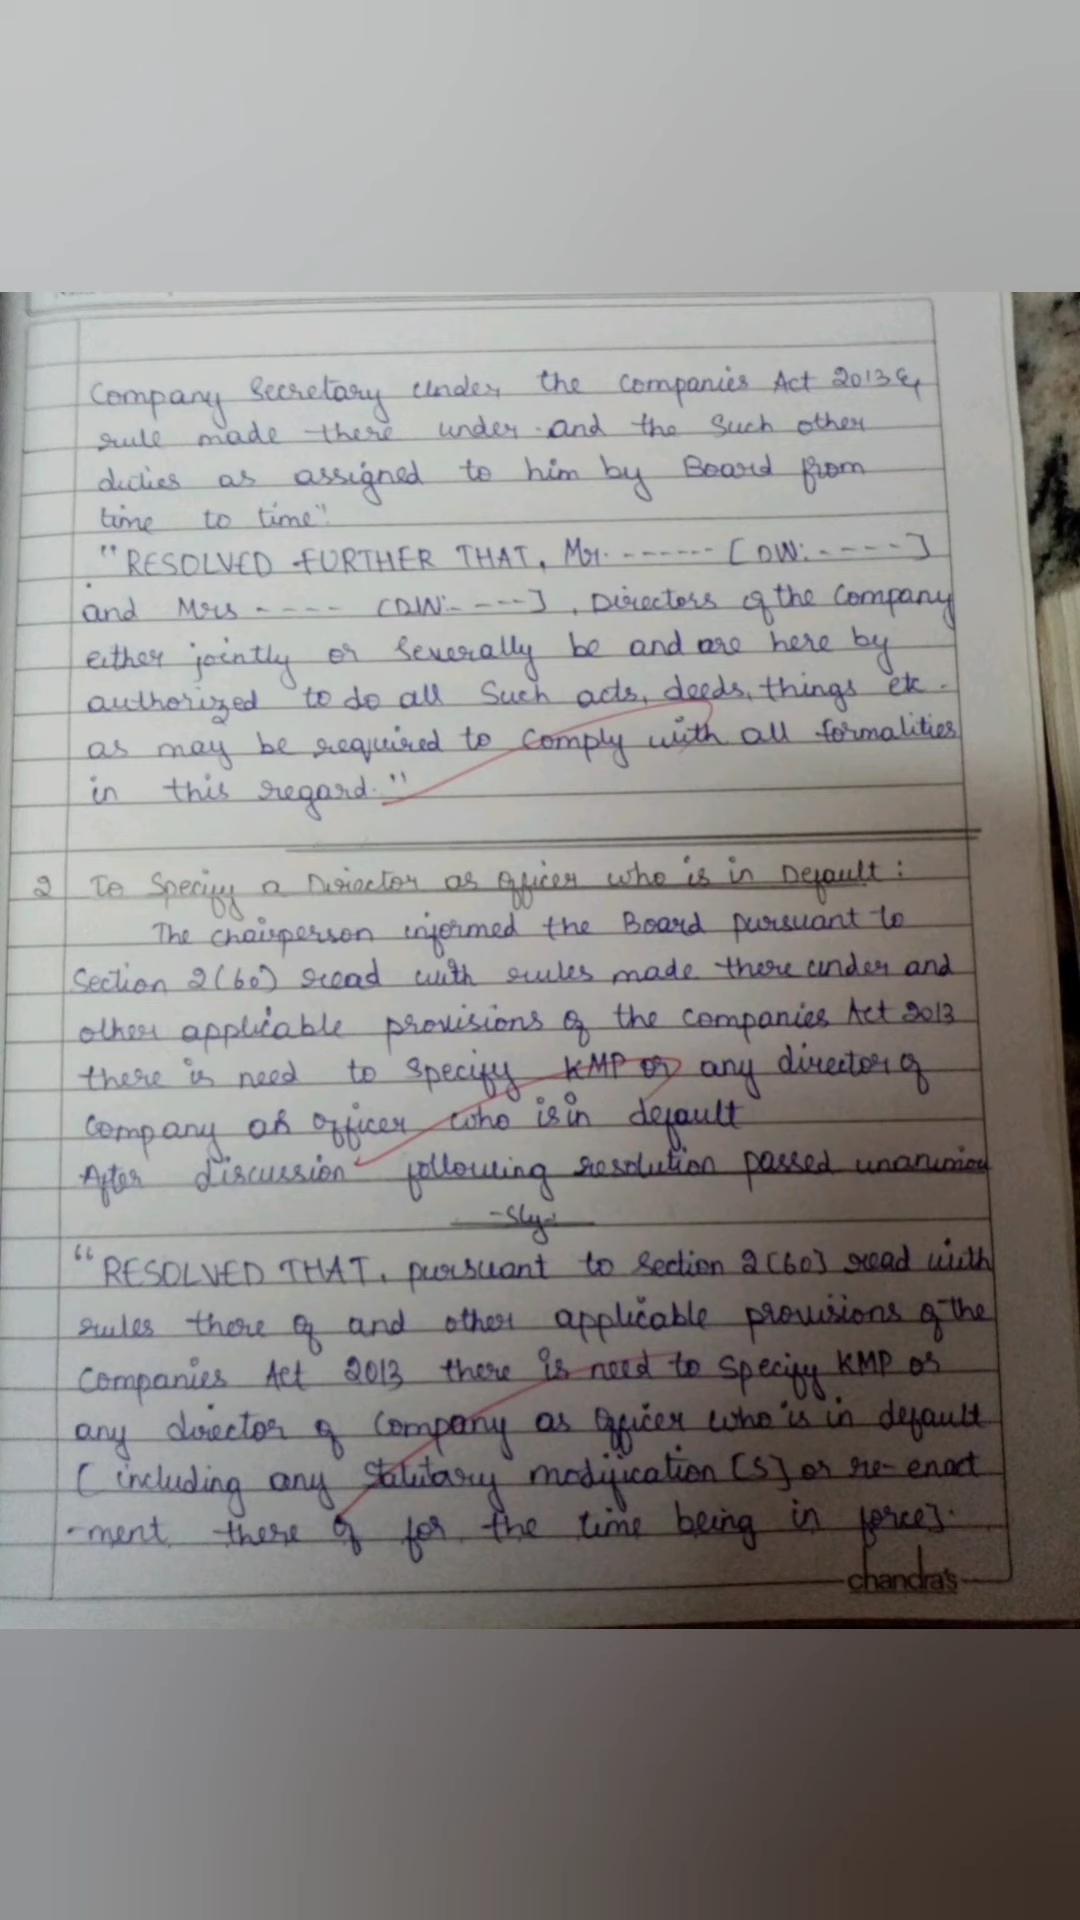 Company Secretary Under the Companies Act 2013 &
rule made there under and the Such other
duties as assigned to him by Board from
time to time"
"RESOLVED FURTHER THAT, Mr. ------- [DIN: -----]
and Mrs ----- [DIN: ----], Directors of the Company
either jointly or Severally be and are here by
authorized to do all Such acts, deeds, things etc.
as may be required to Comply with all formalities
in this regard."
2 To Specify a Director as officer who is in Default:
The chairperson informed the Board pursuant to
Section 2(60) read with rules made there under and
other applicable provisions of the Companies Act 2013
there is need to Specify KMP or any director of
Company as officer who is in default
After discussion following resolution passed unanimou
-sly-
"RESOLVED THAT, pursuant to Section 2(60) read with
rules there of and other applicable provisions of the
Companies Act 2013 there is need to Specify KMP or
any director of Company as officer who is in default
[including any Statutary modification [S] or re-enact
-ment there of for the time being in force].
chandra's